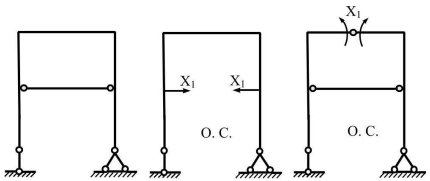 X₁
X₁ X₁
O. C.
O. C.